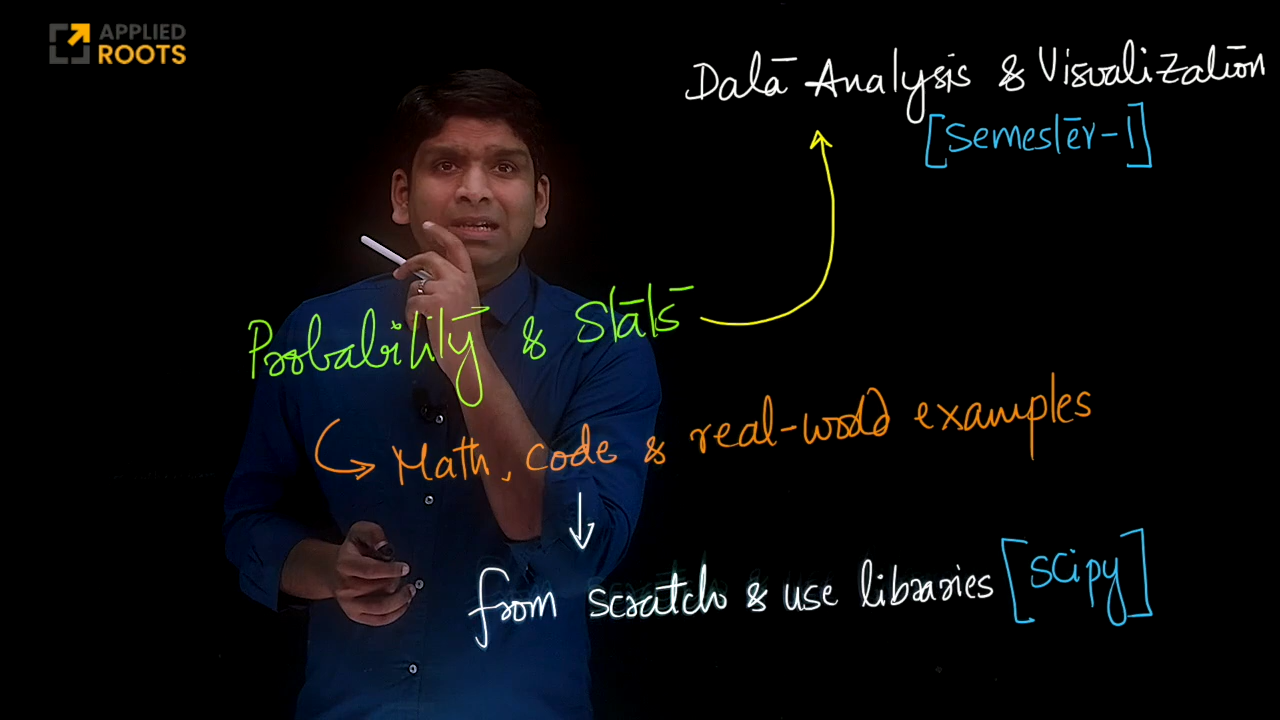 APPLIED
ROOTS
Data Analysis & Visualization
[Semester-1]
Probability & Stats
Math, code & real-world examples
from scratch & use libraries [scipy]